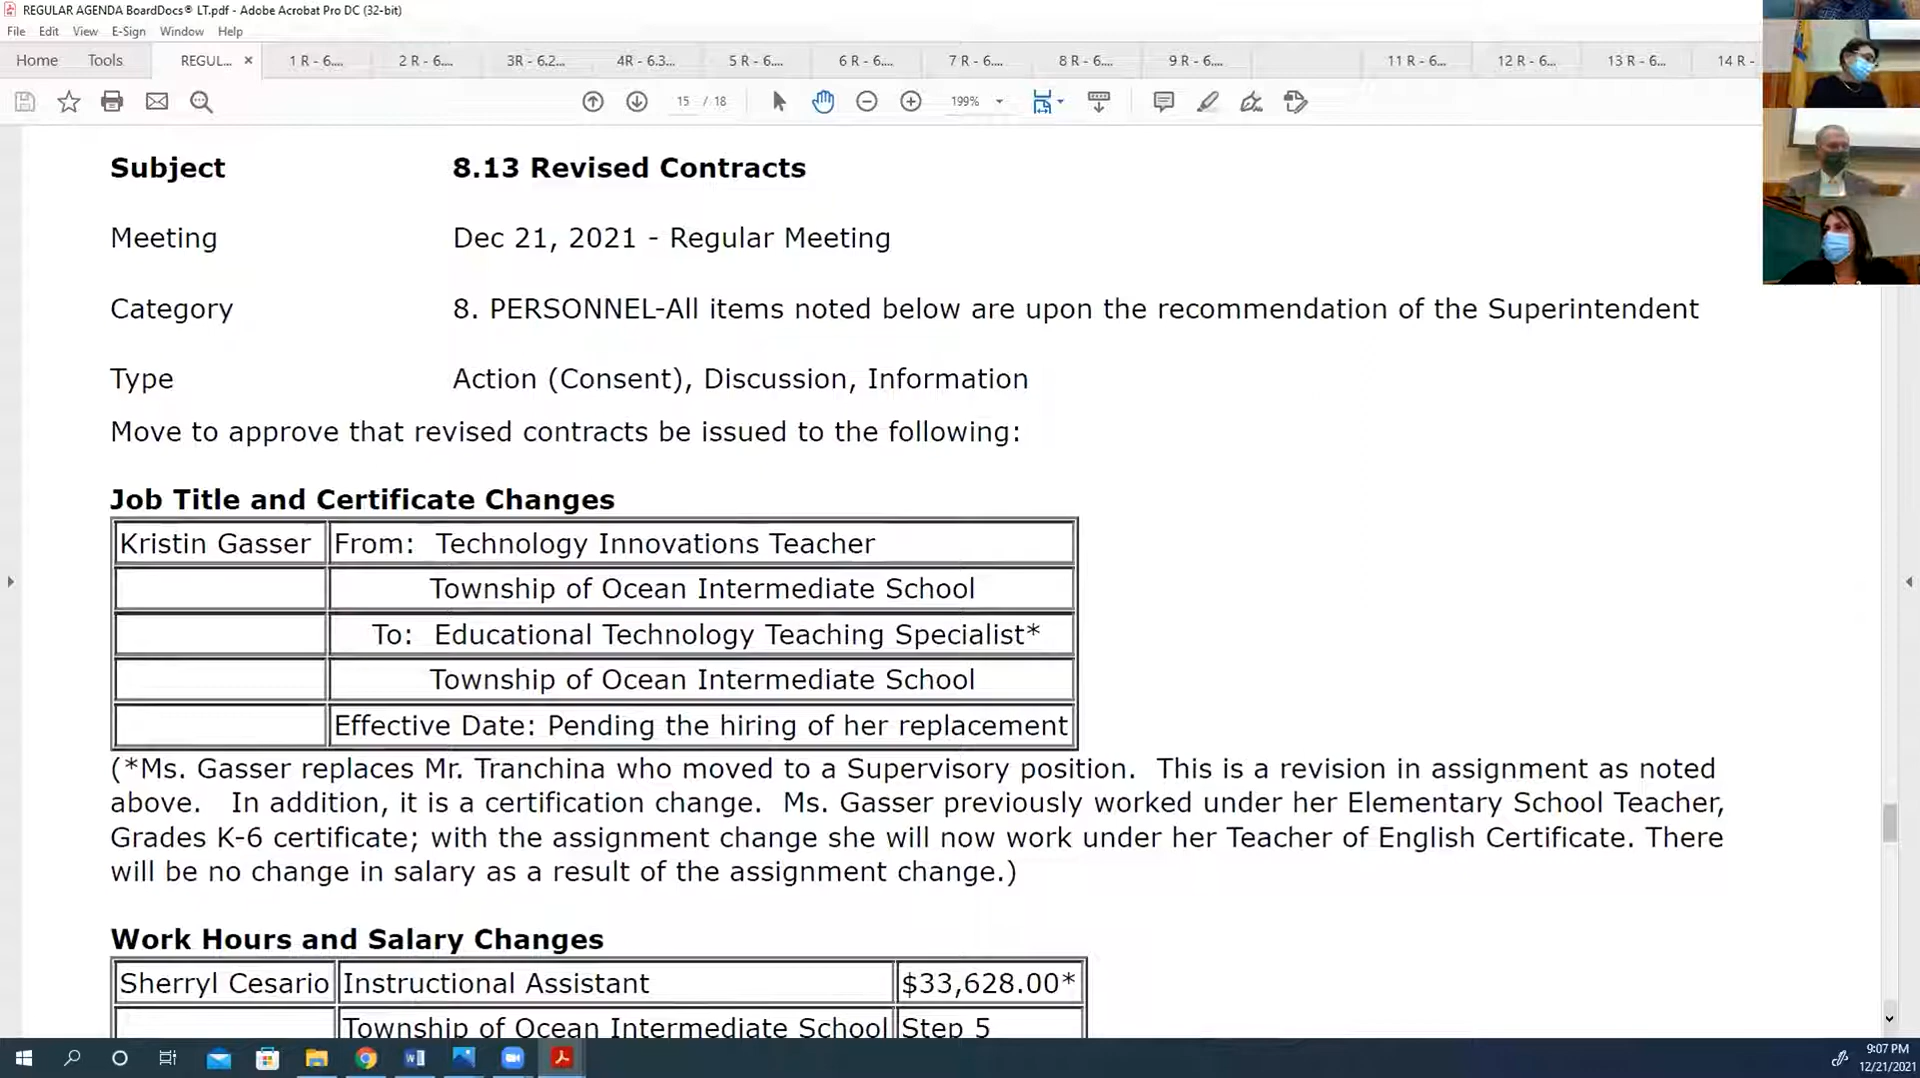 REGULAR AGENDA BoardDocs® LT.pdf - Adobe Acrobat Pro DC (32-bit)
File Edit View E-Sign Window Help
Home Tools REGUL... × 1 R - 6.... 2 R - 6.... 3R - 6.2... 4R - 6.3... 5 R - 6.... 6 R - 6.... 7 R - 6.... 8 R - 6.... 9 R - 6.... 11 R - 6... 12 R - 6... 13 R - 6... 14 R -
15 / 18 199%
Subject 8.13 Revised Contracts
Meeting Dec 21, 2021 - Regular Meeting
Category 8. PERSONNEL-All items noted below are upon the recommendation of the Superintendent
Type Action (Consent), Discussion, Information
Move to approve that revised contracts be issued to the following:
Job Title and Certificate Changes
Kristin Gasser From: Technology Innovations Teacher
Township of Ocean Intermediate School
To: Educational Technology Teaching Specialist*
Township of Ocean Intermediate School
Effective Date: Pending the hiring of her replacement
(*Ms. Gasser replaces Mr. Tranchina who moved to a Supervisory position. This is a revision in assignment as noted
above. In addition, it is a certification change. Ms. Gasser previously worked under her Elementary School Teacher,
Grades K-6 certificate; with the assignment change she will now work under her Teacher of English Certificate. There
will be no change in salary as a result of the assignment change.)
Work Hours and Salary Changes
Sherryl Cesario Instructional Assistant $33,628.00*
Township of Ocean Intermediate School Step 5
9:07 PM
12/21/2021